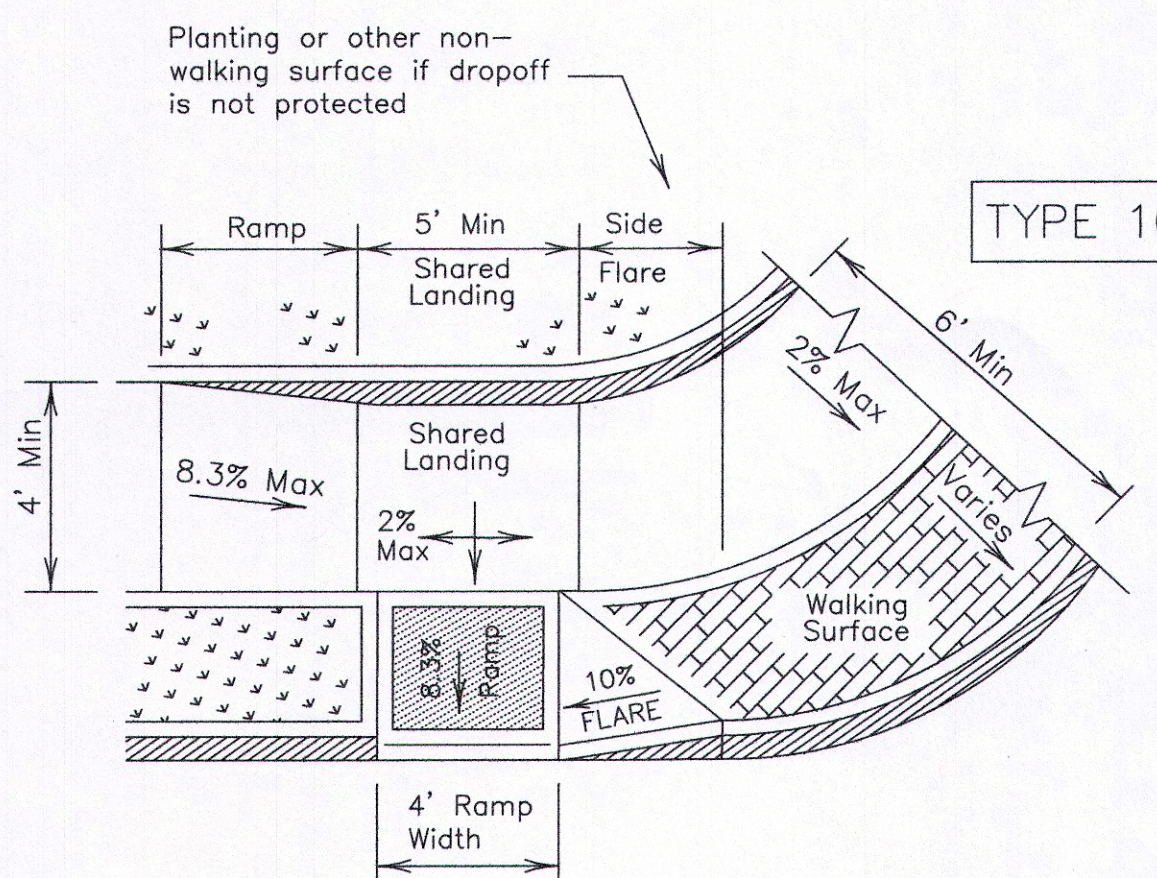 Planting or other non-
walking surface if dropoff
is not protected
TYPE 1
Ramp
5' Min
Side
Shared
Landing
Flare
6' Min
2% Max
4' Min
Shared
Landing
8.3% Max
2%
Max
Varies
Walking
Surface
8.3%
Ramp
10%
FLARE
4' Ramp
Width